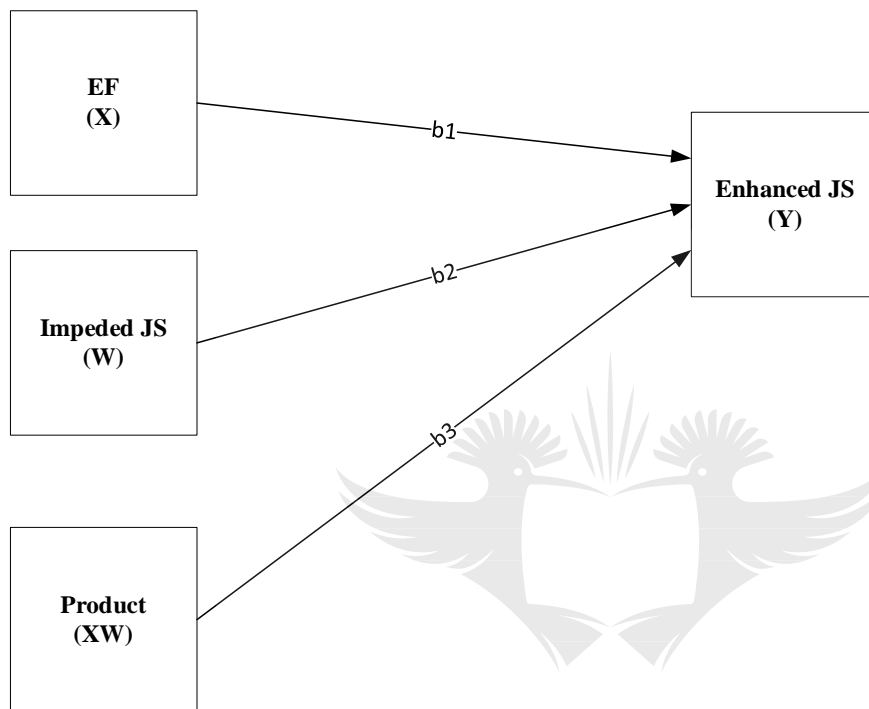 EF
(X)
b1
Enhanced JS
(Y)
b2
Impeded JS
(W)
b3
Product
(XW)